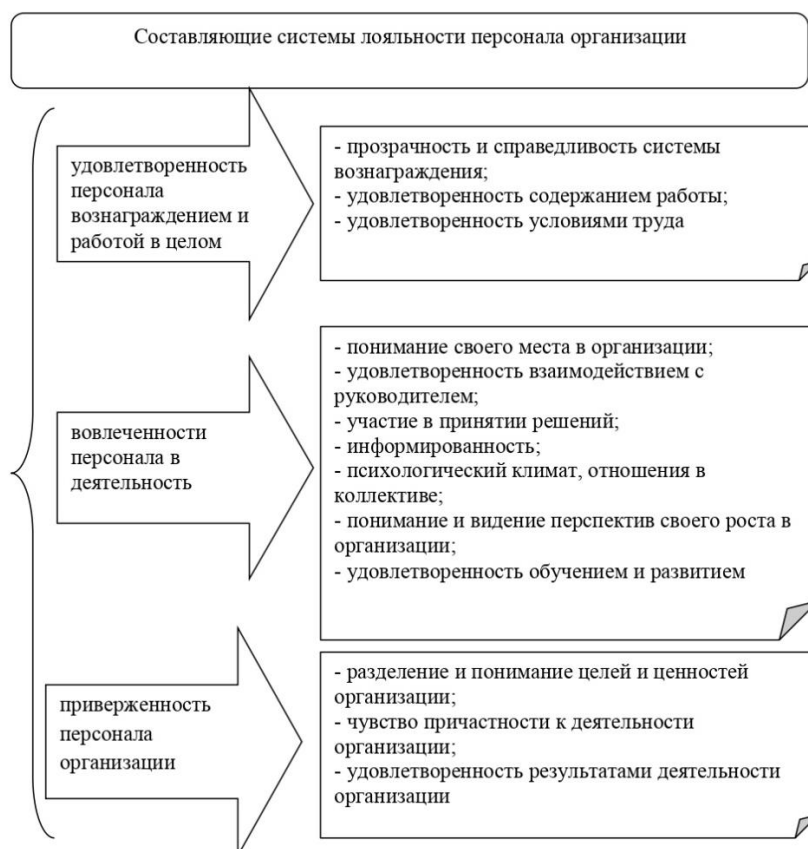 Составляющие системы лояльности персонала организации
удовлетворенность
персонала
вознаграждением и
работой в целом
- прозрачность и справедливость системы
вознаграждения;
- удовлетворенность содержанием работы;
- удовлетворенность условиями труда
вовлеченности
персонала в
деятельность
- понимание своего места в организации;
- удовлетворенность взаимодействием с
руководителем;
- участие в принятии решений;
- информированность;
- психологический климат, отношения в
коллективе;
- понимание и видение перспектив своего роста в
организации;
- удовлетворенность обучением и развитием
приверженность
персонала
организации
- разделение и понимание целей и ценностей
организации;
- чувство причастности к деятельности
организации;
- удовлетворенность результатами деятельности
организации